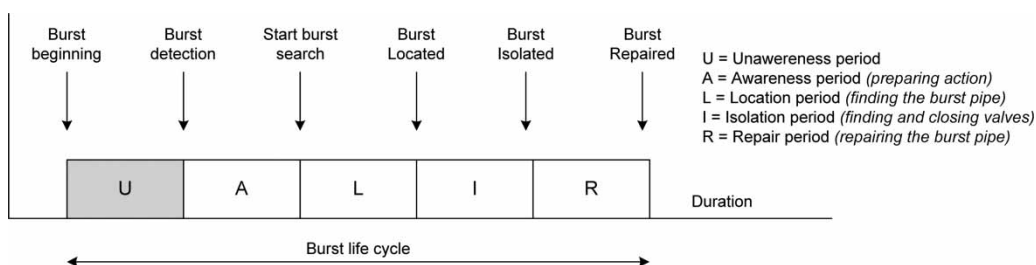 Burst
beginning
Burst
detection
Start burst
search
Burst
Located
Burst
Isolated
Burst
Repaired
U = Unawereness period
A = Awareness period (preparing action)
L = Location period (finding the burst pipe)
I = Isolation period (finding and closing valves)
R = Repair period (repairing the burst pipe)
U
A
L
I
R
Duration
Burst life cycle